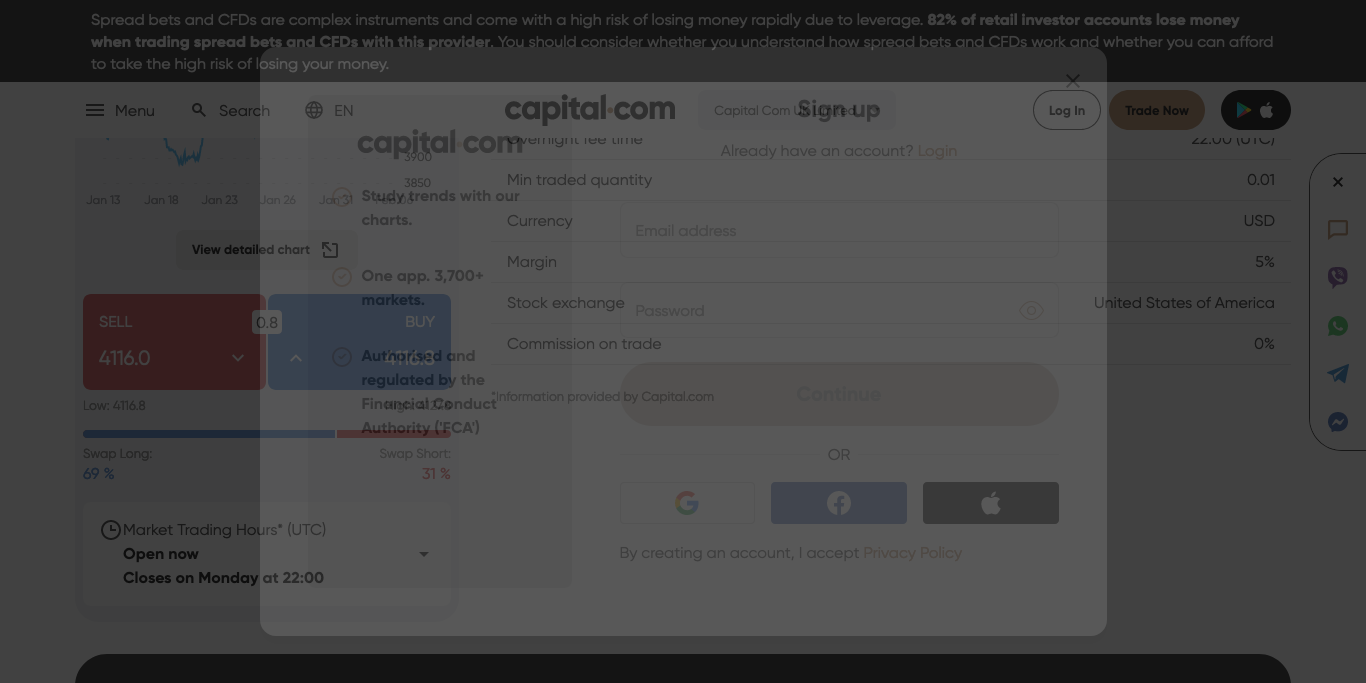 Spread bets and CFDs are complex instruments and come with a high risk of losing money rapidly due to leverage. 82% of retail investor accounts lose money
when trading spread bets and CFDs with this provider. You should consider whether you understand how spread bets and CFDs work and whether you can afford
to take the high risk of losing your money.
Menu
Search
EN
capital.com
Capital Com UK Limited
Log In
Trade Now
3900
3850
Jan 13
Jan 18
Jan 23
Jan 26
Jan 31
View detailed chart
SELL
4116.0
0.8
BUY
4116.8
Low: 4116.8
Swap Long:
69 %
Swap Short:
31 %
Market Trading Hours* (UTC)
Open now
Closes on Monday at 22:00
Overnight fee time
22:00 (UTC)
Min traded quantity
0.01
Currency
USD
Margin
5%
Stock exchange
United States of America
Commission on trade
0%
*Information provided by Capital.com
capital.com
Study trends with our
charts.
One app. 3,700+
markets.
Authorised and
regulated by the
Financial Conduct
Authority ('FCA')
Sign up
Already have an account? Login
Email address
Password
Continue
OR
By creating an account, I accept Privacy Policy